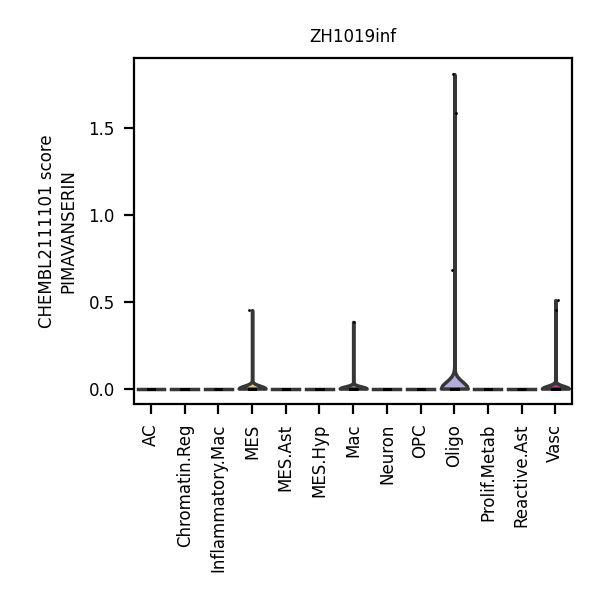 ZH1019inf
CHEMBL2111101 score
PIMAVANSERIN
1.5
1.0
0.5
0.0
AC
Chromatin.Reg
Inflammatory.Mac
MES
MES.Ast
MES.Hyp
Mac
Neuron
OPC
Oligo
Prolif.Metab
Reactive.Ast
Vasc